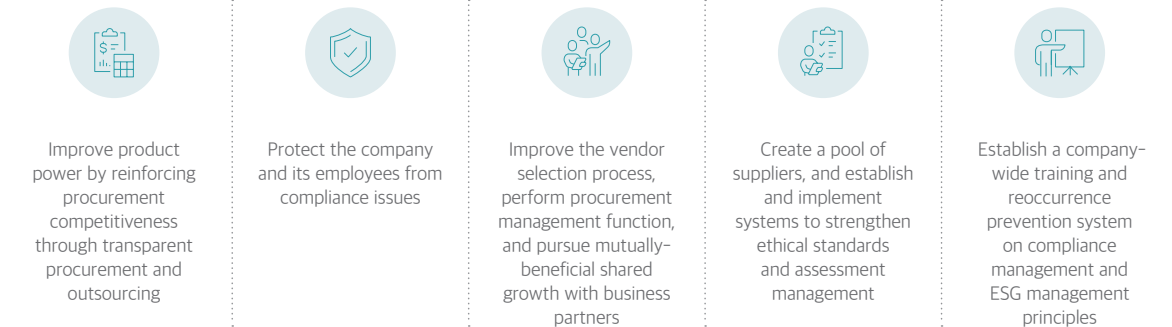 Improve product
power by reinforcing
procurement
competitiveness
through transparent
procurement and
outsourcing
Protect the company
and its employees from
compliance issues
Improve the vendor
selection process,
perform procurement
management function,
and pursue mutually-
beneficial shared
growth with business
partners
Create a pool of
suppliers, and establish
and implement
systems to strengthen
ethical standards
and assessment
management
Establish a company-
wide training and
reoccurrence
prevention system
on compliance
management and
ESG management
principles